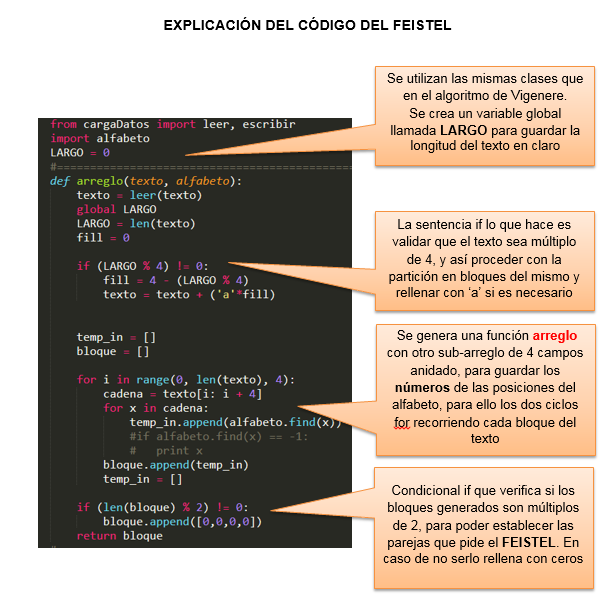 EXPLICACIÓN DEL CÓDIGO DEL FEISTEL
from cargaDatos import leer, escribir
import alfabeto
LARGO = 0
#============================================
def arreglo(texto, alfabeto):
    texto = leer(texto)
    global LARGO
    LARGO = len(texto)
    fill = 0
    if (LARGO % 4) != 0:
        fill = 4 - (LARGO % 4)
        texto = texto + ('a'*fill)
    temp_in = []
    bloque = []
    for i in range(0, len(texto), 4):
        cadena = texto[i: i + 4]
        for x in cadena:
            temp_in.append(alfabeto.find(x))
            #if alfabeto.find(x) == -1:
            #   print x
        bloque.append(temp_in)
        temp_in = []
    if (len(bloque) % 2) != 0:
        bloque.append([0,0,0,0])
    return bloque
Se utilizan las mismas clases que
en el algoritmo de Vigenere.
Se crea un variable global
llamada LARGO para guardar la
longitud del texto en claro
La sentencia if lo que hace es
validar que el texto sea múltiplo
de 4, y así proceder con la
partición en bloques del mismo y
rellenar con ‘a’ si es necesario
Se genera una función arreglo
con otro sub-arreglo de 4 campos
anidado, para guardar los
números de las posiciones del
alfabeto, para ello los dos ciclos
for recorriendo cada bloque del
texto
Condicional if que verifica si los
bloques generados son múltiplos
de 2, para poder establecer las
parejas que pide el FEISTEL. En
caso de no serlo rellena con ceros